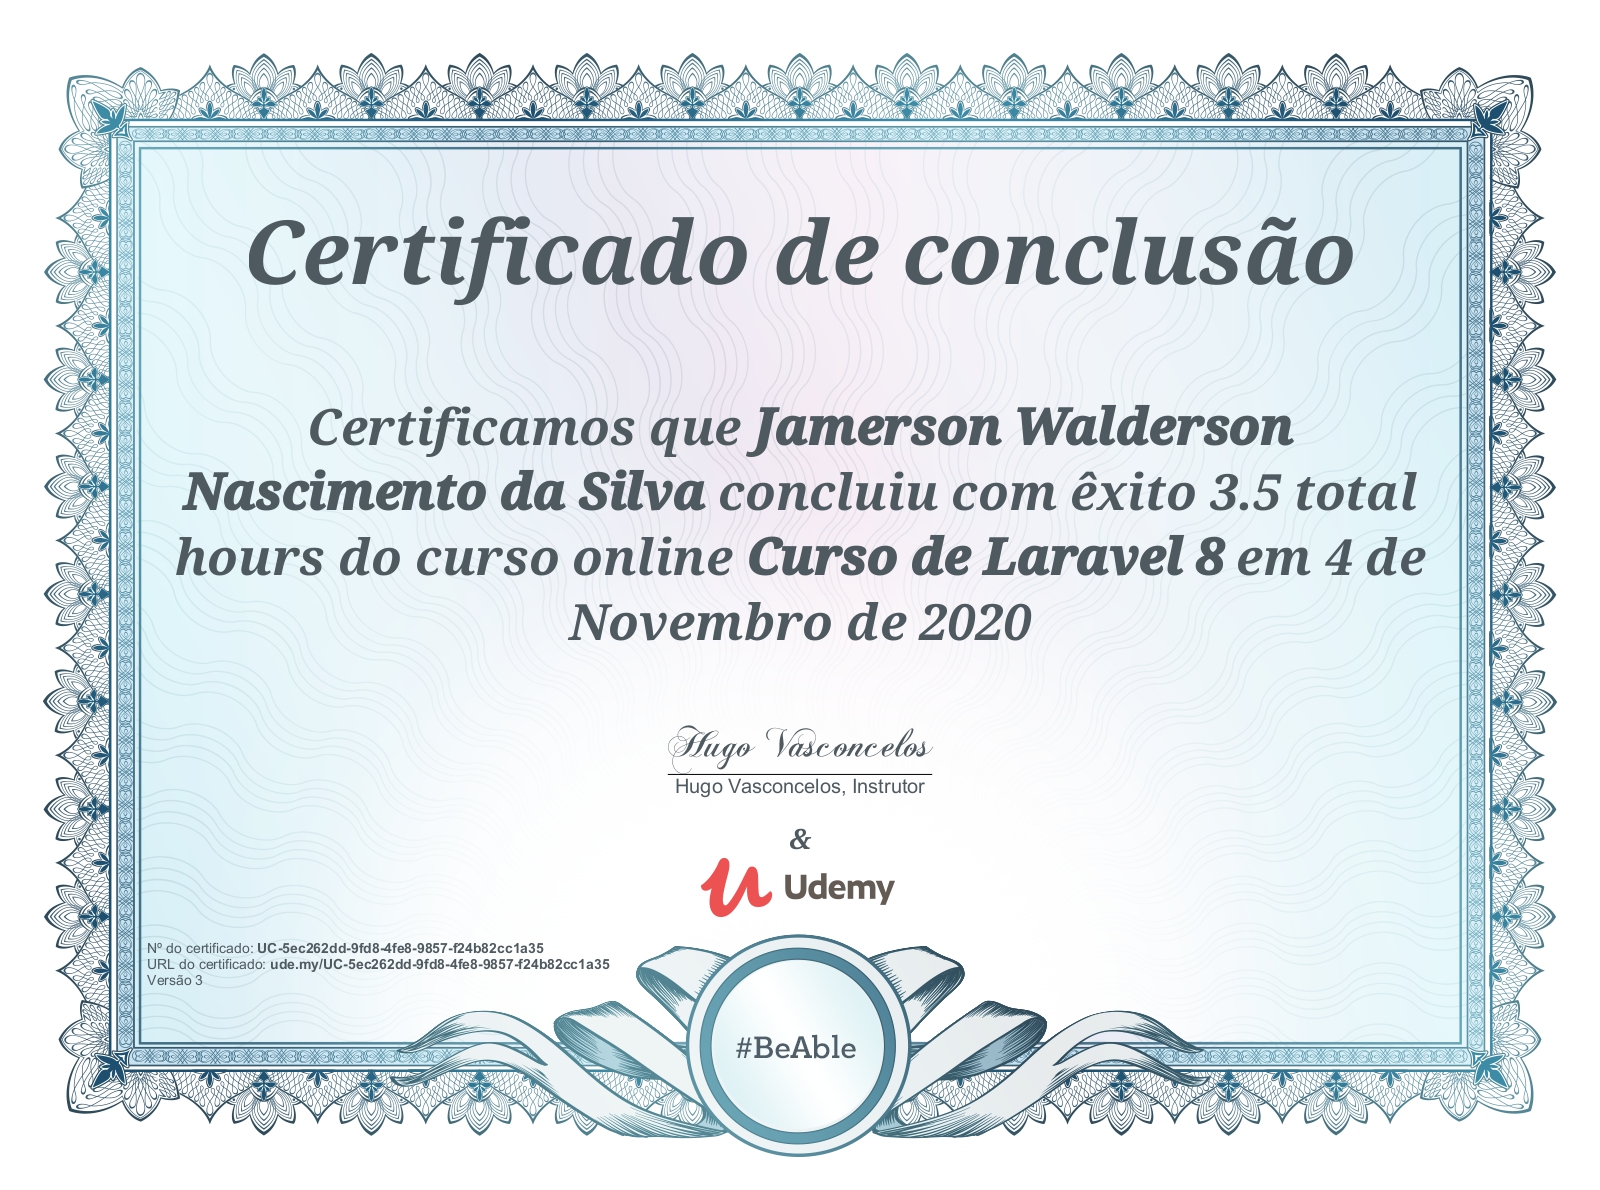 Certificado de conclusão
Certificamos que Jamerson Walderson
Nascimento da Silva concluiu com êxito 3.5 total
hours do curso online Curso de Laravel 8 em 4 de
Novembro de 2020
Hugo Vasconcelos
Hugo Vasconcelos, Instrutor
&
Udemy
Nº do certificado: UC-5ec262dd-9fd8-4fe8-9857-f24b82cc1a35
URL do certificado: ude.my/UC-5ec262dd-9fd8-4fe8-9857-f24b82cc1a35
Versão 3
#BeAble